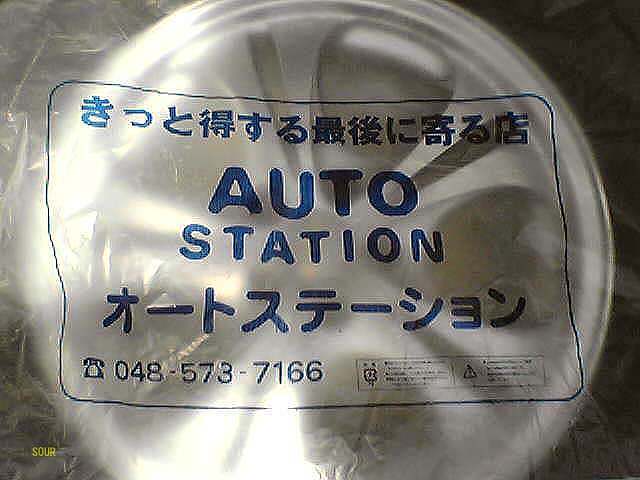 きっと得する最後に寄る店
AUTO
STATION
オートステーション
☎ 048-573-7166
SOUR